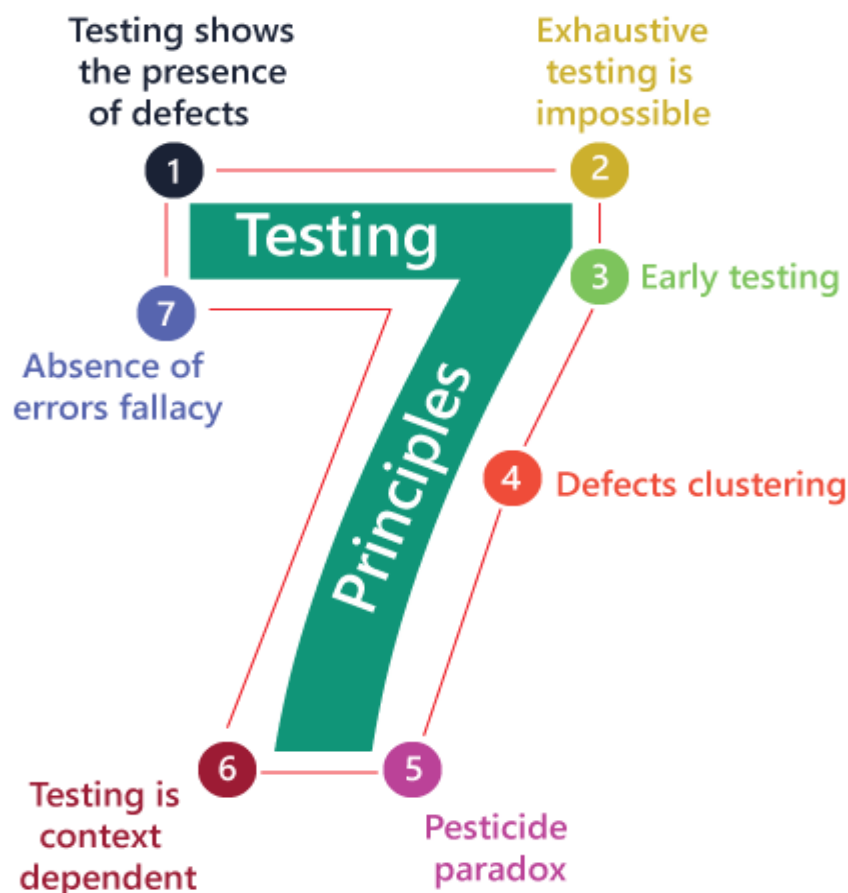 Testing shows
the presence
of defects
1
Exhaustive
testing is
impossible
2
Testing
3
Early testing
7
Absence of
errors fallacy
Principles
4
Defects clustering
6
Testing is
context
dependent
5
Pesticide
paradox